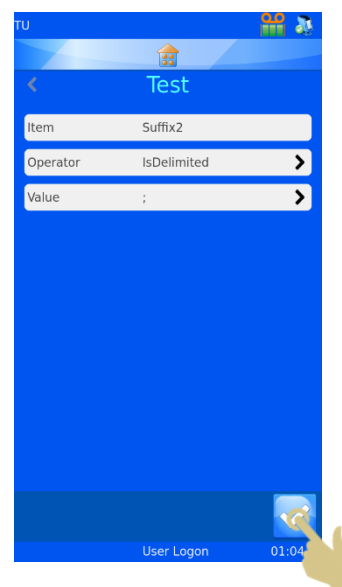 TU
Test
Item Suffix2
Operator IsDelimited
Value ;
User Logon 01:04